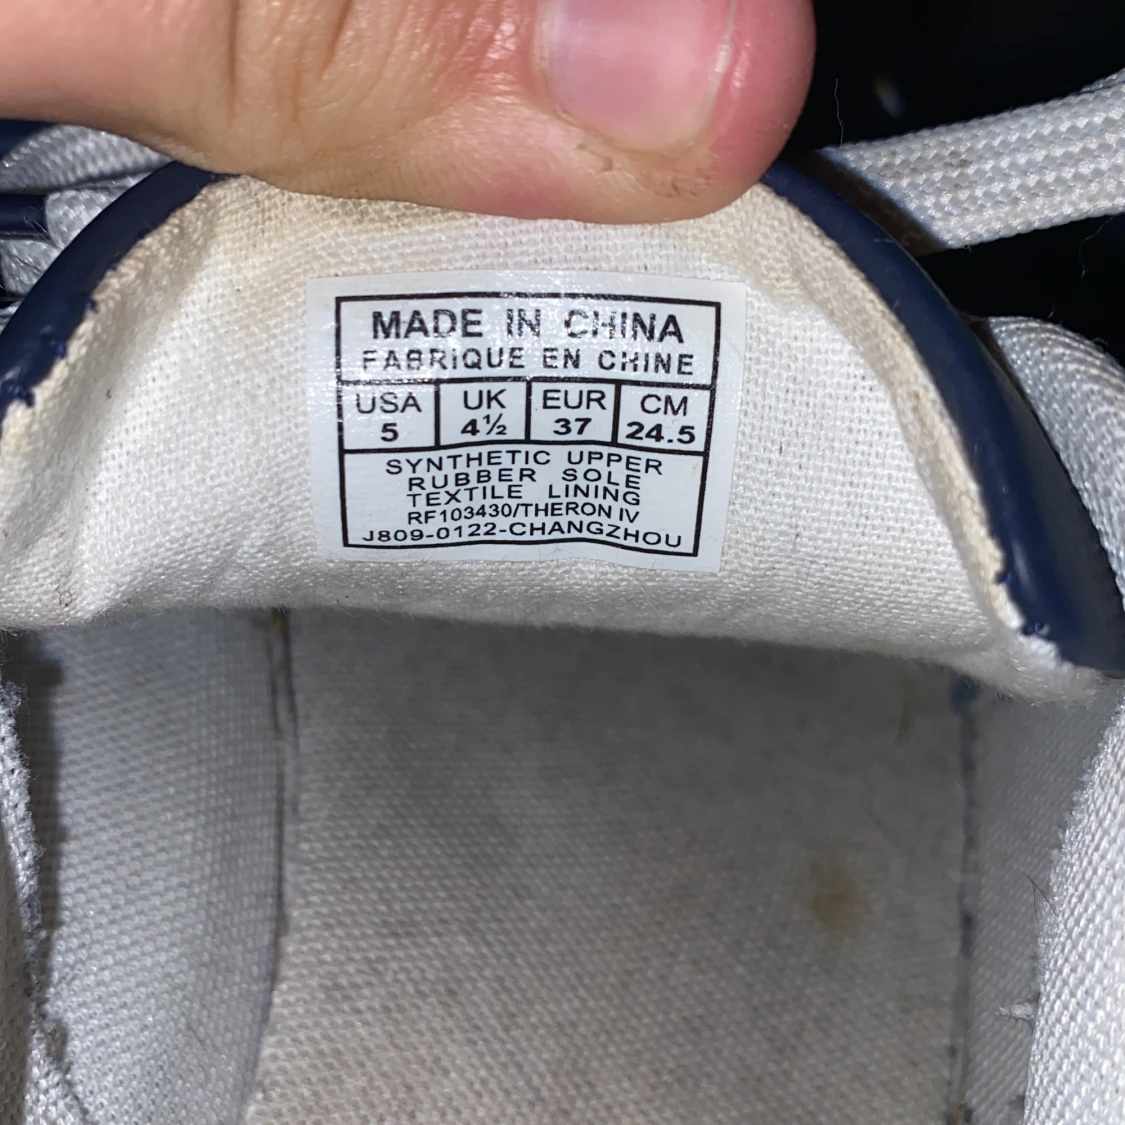 MADE IN CHINA
FABRIQUE EN CHINE
USA UK EUR CM
5 4½ 37 24.5
SYNTHETIC UPPER
RUBBER SOLE
TEXTILE LINING
RF103430/THERON IV
J809-0122-CHANGZHOU